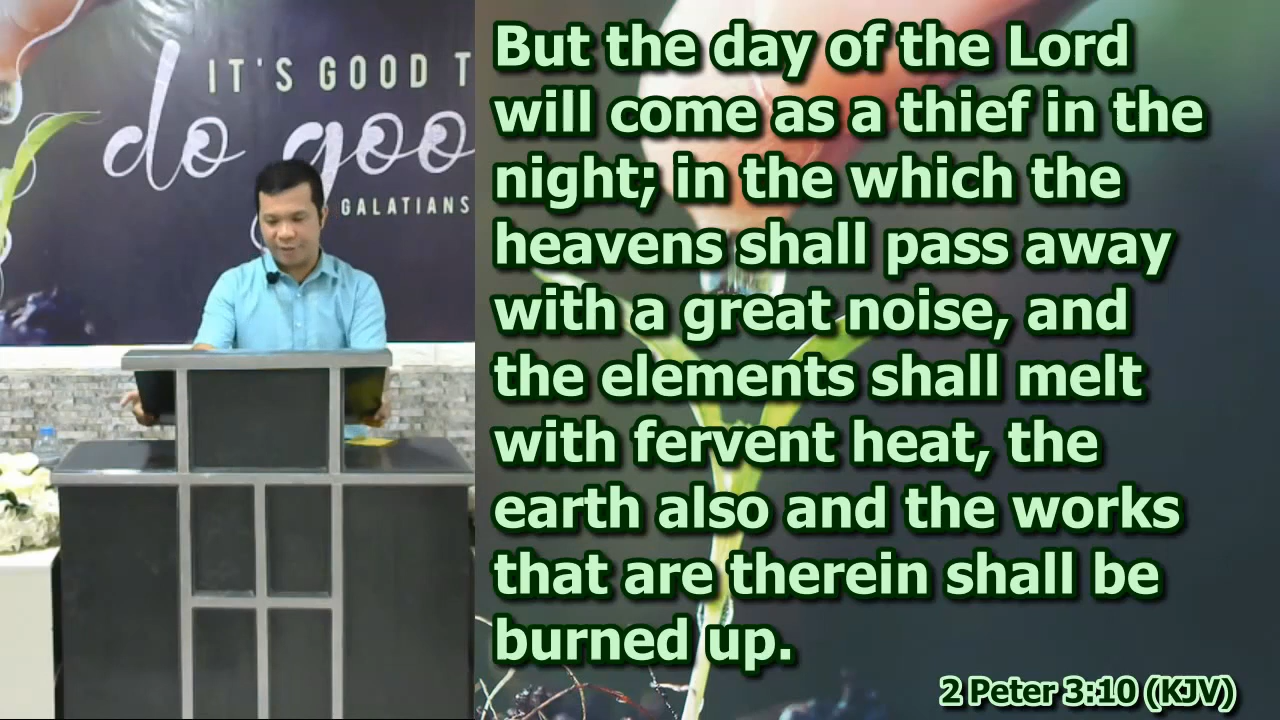 IT'S GOOD T
do goo
GALATIANS
But the day of the Lord
will come as a thief in the
night; in the which the
heavens shall pass away
with a great noise, and
the elements shall melt
with fervent heat, the
earth also and the works
that are therein shall be
burned up.
2 Peter 3:10 (KJV)